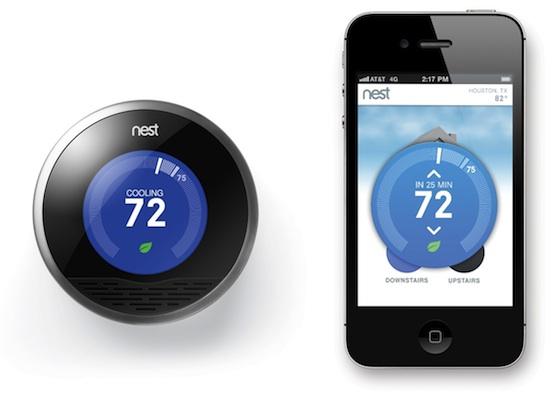 nest
75
COOLING
72
AT&T 4G 2:17 PM
nest
HOUSTON, TX
82°
75
IN 25 MIN
72
DOWNSTAIRS UPSTAIRS